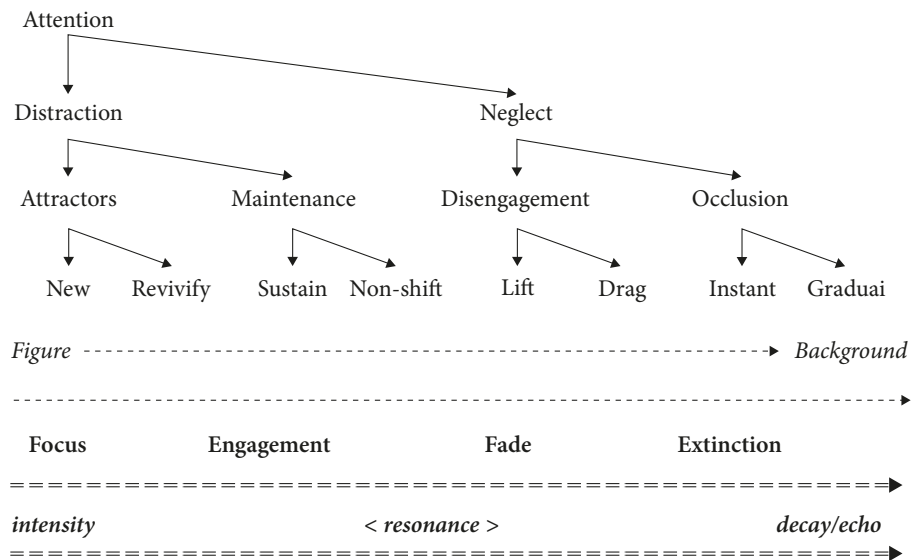 Attention
Distraction Neglect
Attractors Maintenance Disengagement Occlusion
New Revivify Sustain Non-shift Lift Drag Instant Graduai
Figure Background
Focus Engagement Fade Extinction
intensity < resonance > decay/echo